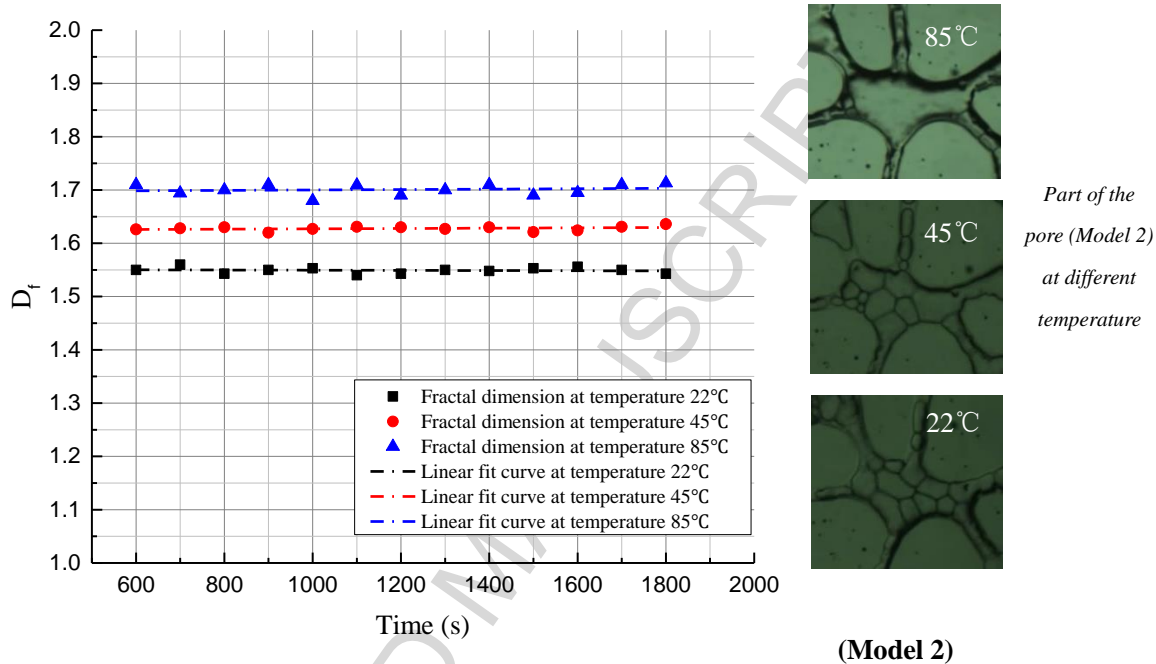 2.0
1.9
1.8
1.7
1.6
1.5
1.4
1.3
1.2
1.1
1.0
D_f
600 800 1000 1200 1400 1600 1800 2000
Time (s)
Fractal dimension at temperature 22℃
Fractal dimension at temperature 45℃
Fractal dimension at temperature 85℃
Linear fit curve at temperature 22℃
Linear fit curve at temperature 45℃
Linear fit curve at temperature 85℃
85℃
45℃
22℃
Part of the
pore (Model 2)
at different
temperature
(Model 2)